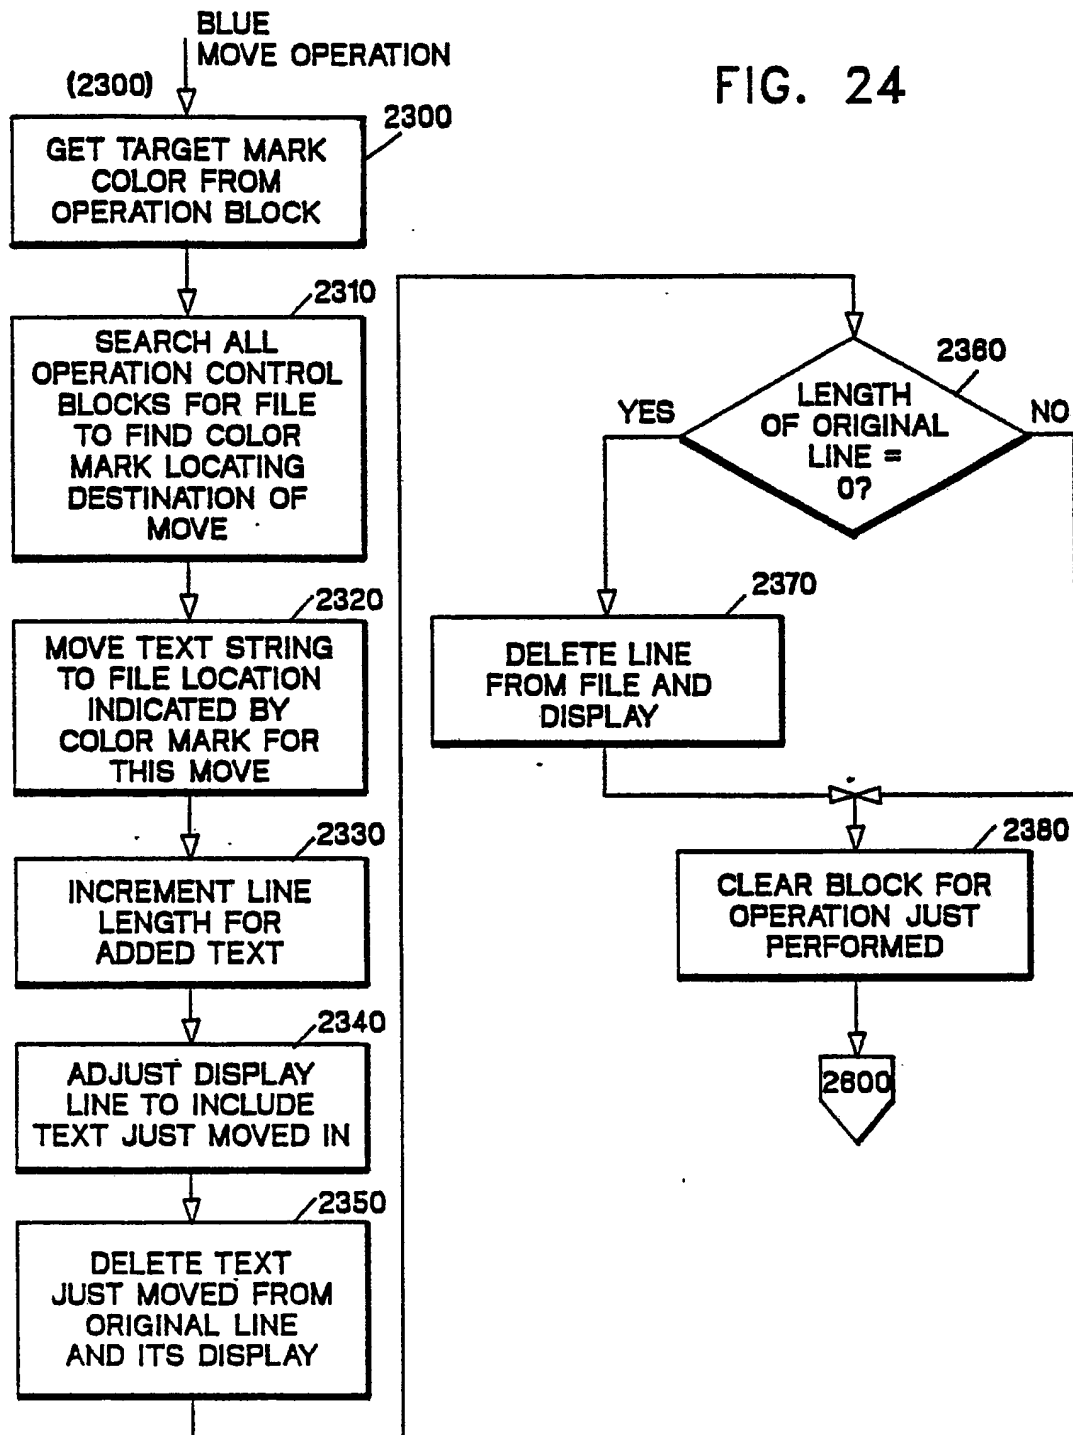 BLUE
MOVE OPERATION
FIG. 24
(2300)
2300
GET TARGET MARK
COLOR FROM
OPERATION BLOCK
2310
SEARCH ALL
OPERATION CONTROL
BLOCKS FOR FILE
TO FIND COLOR
MARK LOCATING
DESTINATION OF
MOVE
2320
MOVE TEXT STRING
TO FILE LOCATION
INDICATED BY
COLOR MARK FOR
THIS MOVE
2330
INCREMENT LINE
LENGTH FOR
ADDED TEXT
2340
ADJUST DISPLAY
LINE TO INCLUDE
TEXT JUST MOVED IN
2350
DELETE TEXT
JUST MOVED FROM
ORIGINAL LINE
AND ITS DISPLAY
2360
LENGTH
OF ORIGINAL
LINE =
0?
YES
NO
2370
DELETE LINE
FROM FILE AND
DISPLAY
2380
CLEAR BLOCK FOR
OPERATION JUST
PERFORMED
2600